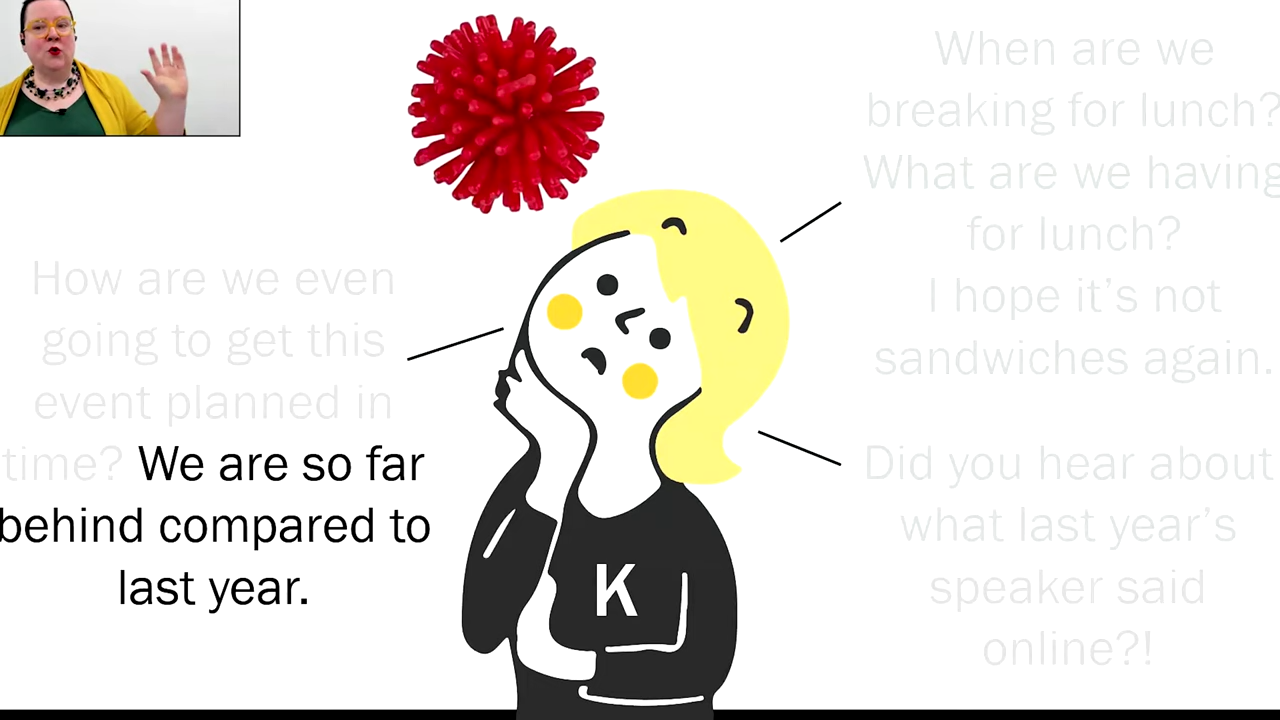 How are we even
going to get this
event planned in
time? We are so far
behind compared to
last year.
When are we
breaking for lunch?
What are we having
for lunch?
I hope it’s not
sandwiches again.
Did you hear about
what last year’s
speaker said
online?!
K